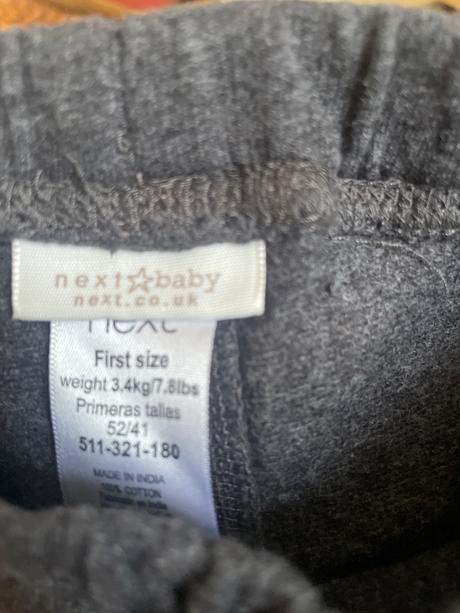 next☆baby
next.co.uk
next
First size
weight 3.4kg/7.8lbs
Primeras tallas
52/41
511-321-180
MADE IN INDIA
100% COTTON